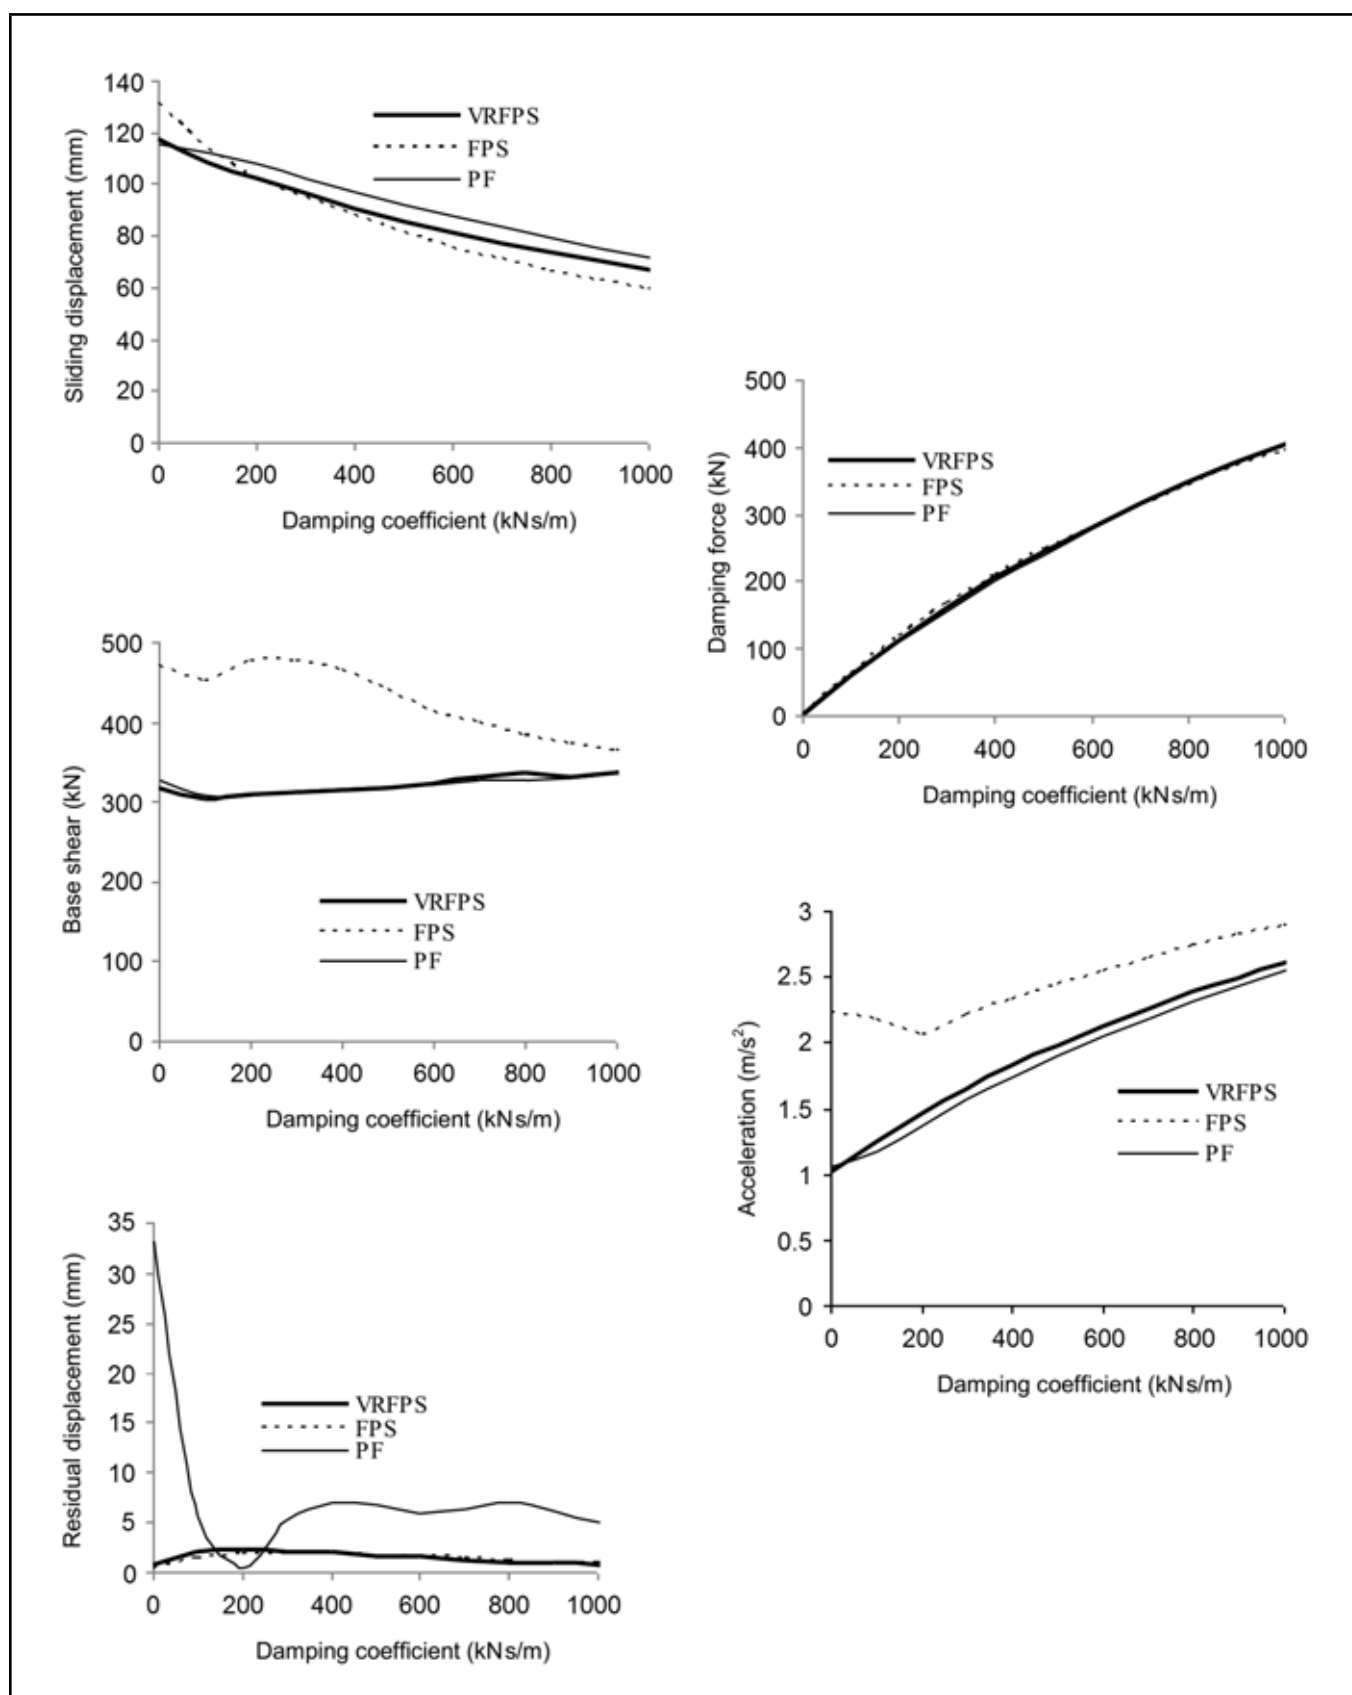 140
120
100
80
60
40
20
0
Sliding displacement (mm)
VRFPS
FPS
PF
0 200 400 600 800 1000
Damping coefficient (kNs/m)
500
400
300
200
100
0
Damping force (kN)
VRFPS
FPS
PF
0 200 400 600 800 1000
Damping coefficient (kNs/m)
500
400
300
200
100
0
Base shear (kN)
VRFPS
FPS
PF
0 200 400 600 800 1000
Damping coefficient (kNs/m)
3
2.5
2
1.5
1
0.5
0
Acceleration (m/s²)
VRFPS
FPS
PF
0 200 400 600 800 1000
Damping coefficient (kNs/m)
35
30
25
20
15
10
5
0
Residual displacement (mm)
VRFPS
FPS
PF
0 200 400 600 800 1000
Damping coefficient (kNs/m)